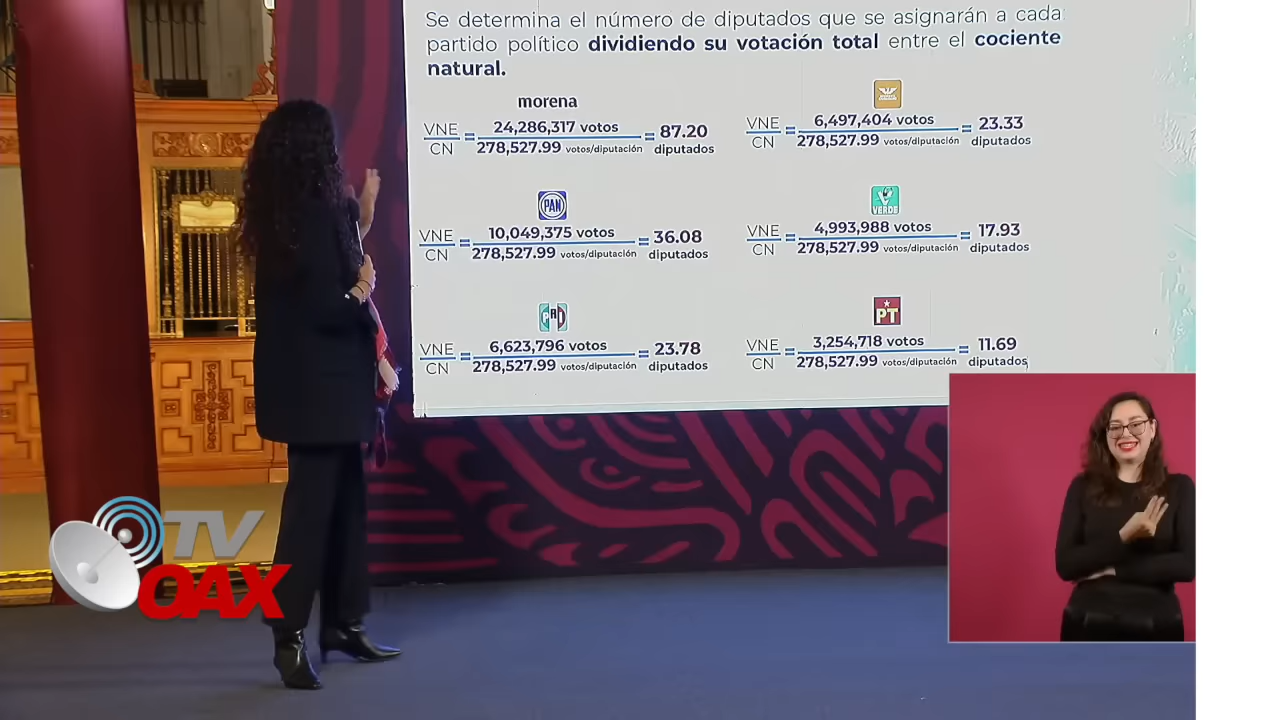 Se determina el número de diputados que se asignarán a cada
partido político dividiendo su votación total entre el cociente
natural.
morena
VNE
CN
=
24,286,317 votos
278,527.99 votos/diputación
= 87.20
diputados
VNE
CN
=
6,497,404 votos
278,527.99 votos/diputación
= 23.33
diputados
PAN
VNE
CN
=
10,049,375 votos
278,527.99 votos/diputación
= 36.08
diputados
VERDE
VNE
CN
=
4,993,988 votos
278,527.99 votos/diputación
= 17.93
diputados
PRD
VNE
CN
=
6,623,796 votos
278,527.99 votos/diputación
= 23.78
diputados
PT
VNE
CN
=
3,254,718 votos
278,527.99 votos/diputación
= 11.69
diputados
TV
OAX